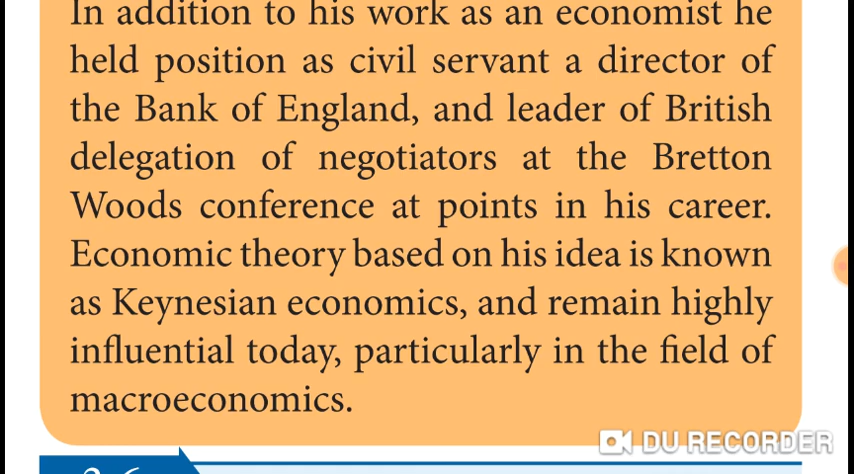 In addition to his work as an economist he
held position as civil servant a director of
the Bank of England, and leader of British
delegation of negotiators at the Bretton
Woods conference at points in his career.
Economic theory based on his idea is known
as Keynesian economics, and remain highly
influential today, particularly in the field of
macroeconomics.
DU RECORDER